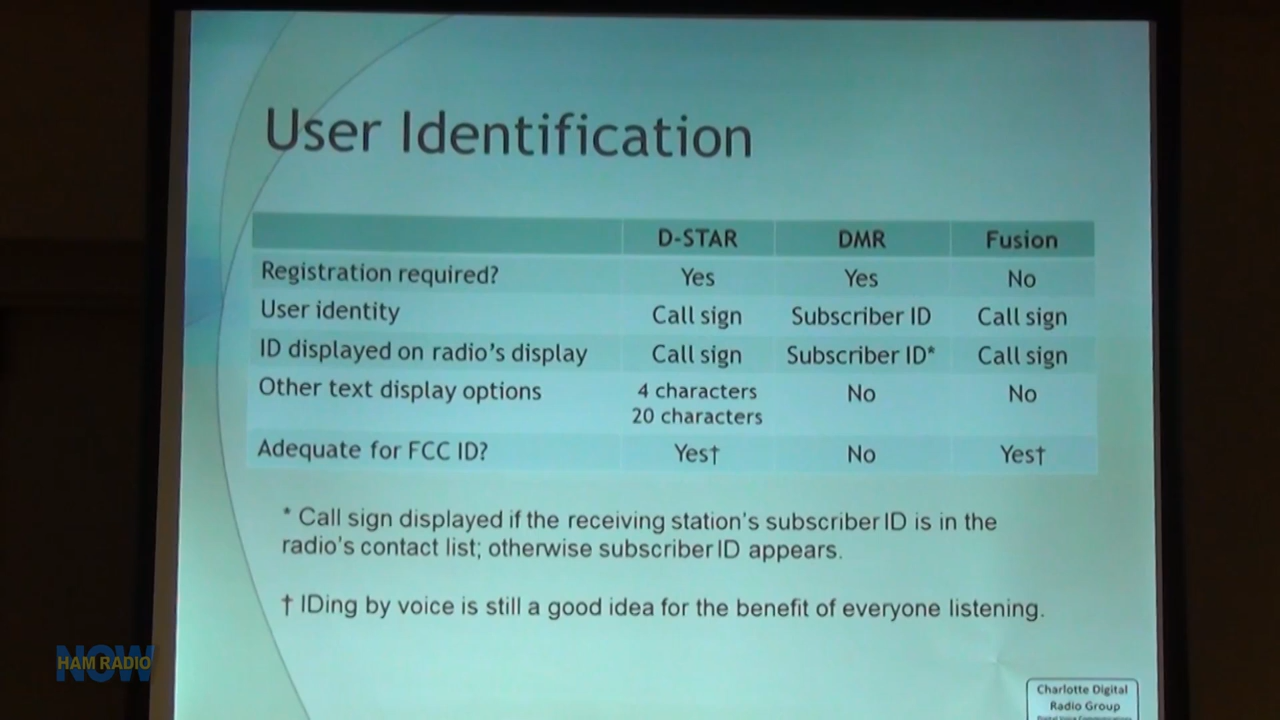 User Identification
D-STAR DMR Fusion
Registration required? Yes Yes No
User identity Call sign Subscriber ID Call sign
ID displayed on radio's display Call sign Subscriber ID* Call sign
Other text display options 4 characters No No
20 characters
Adequate for FCC ID? Yes† No Yes†
* Call sign displayed if the receiving station's subscriber ID is in the
radio's contact list; otherwise subscriber ID appears.
† IDing by voice is still a good idea for the benefit of everyone listening.
NOW
HAM RADIO
Charlotte Digital
Radio Group